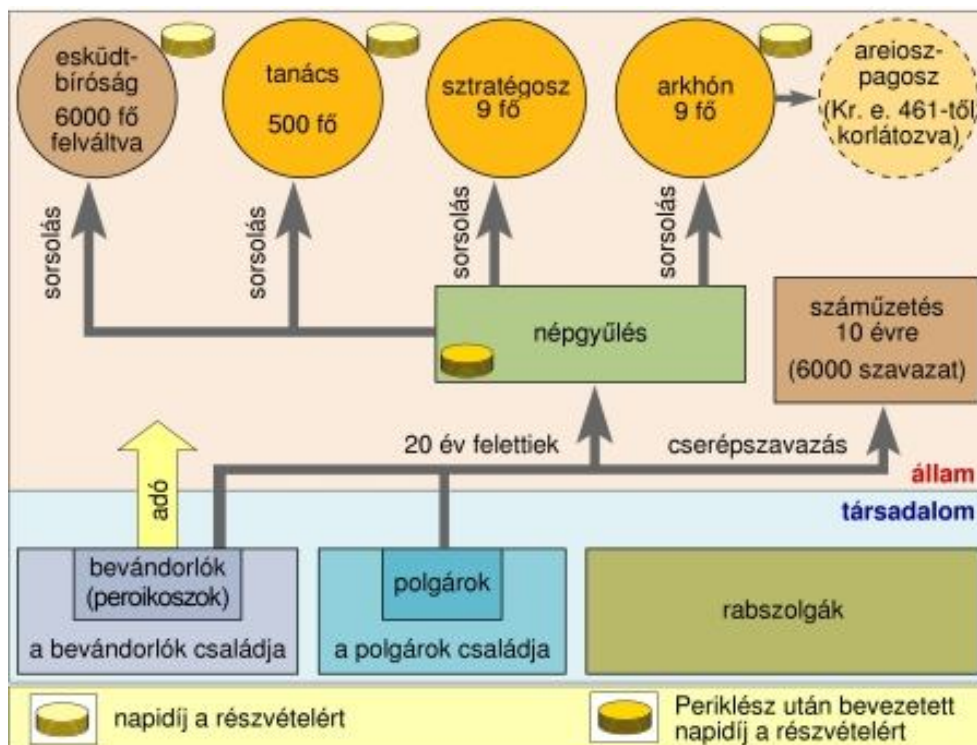 esküdt-
bíróság
6000 fő
felváltva
tanács
500 fő
sztratégosz
9 fő
arkhón
9 fő
areiosz-
pagosz
(Kr. e. 461-től
korlátozva)
sorsolás
sorsolás
sorsolás
sorsolás
népgyűlés
száműzetés
10 évre
(6000 szavazat)
20 év felettiek
cserépszavazás
adó
állam
társadalom
bevándorlók
(peroikoszok)
a bevándorlók családja
polgárok
a polgárok családja
rabszolgák
napidíj a részvételért
Periklész után bevezetett
napidíj a részvételért